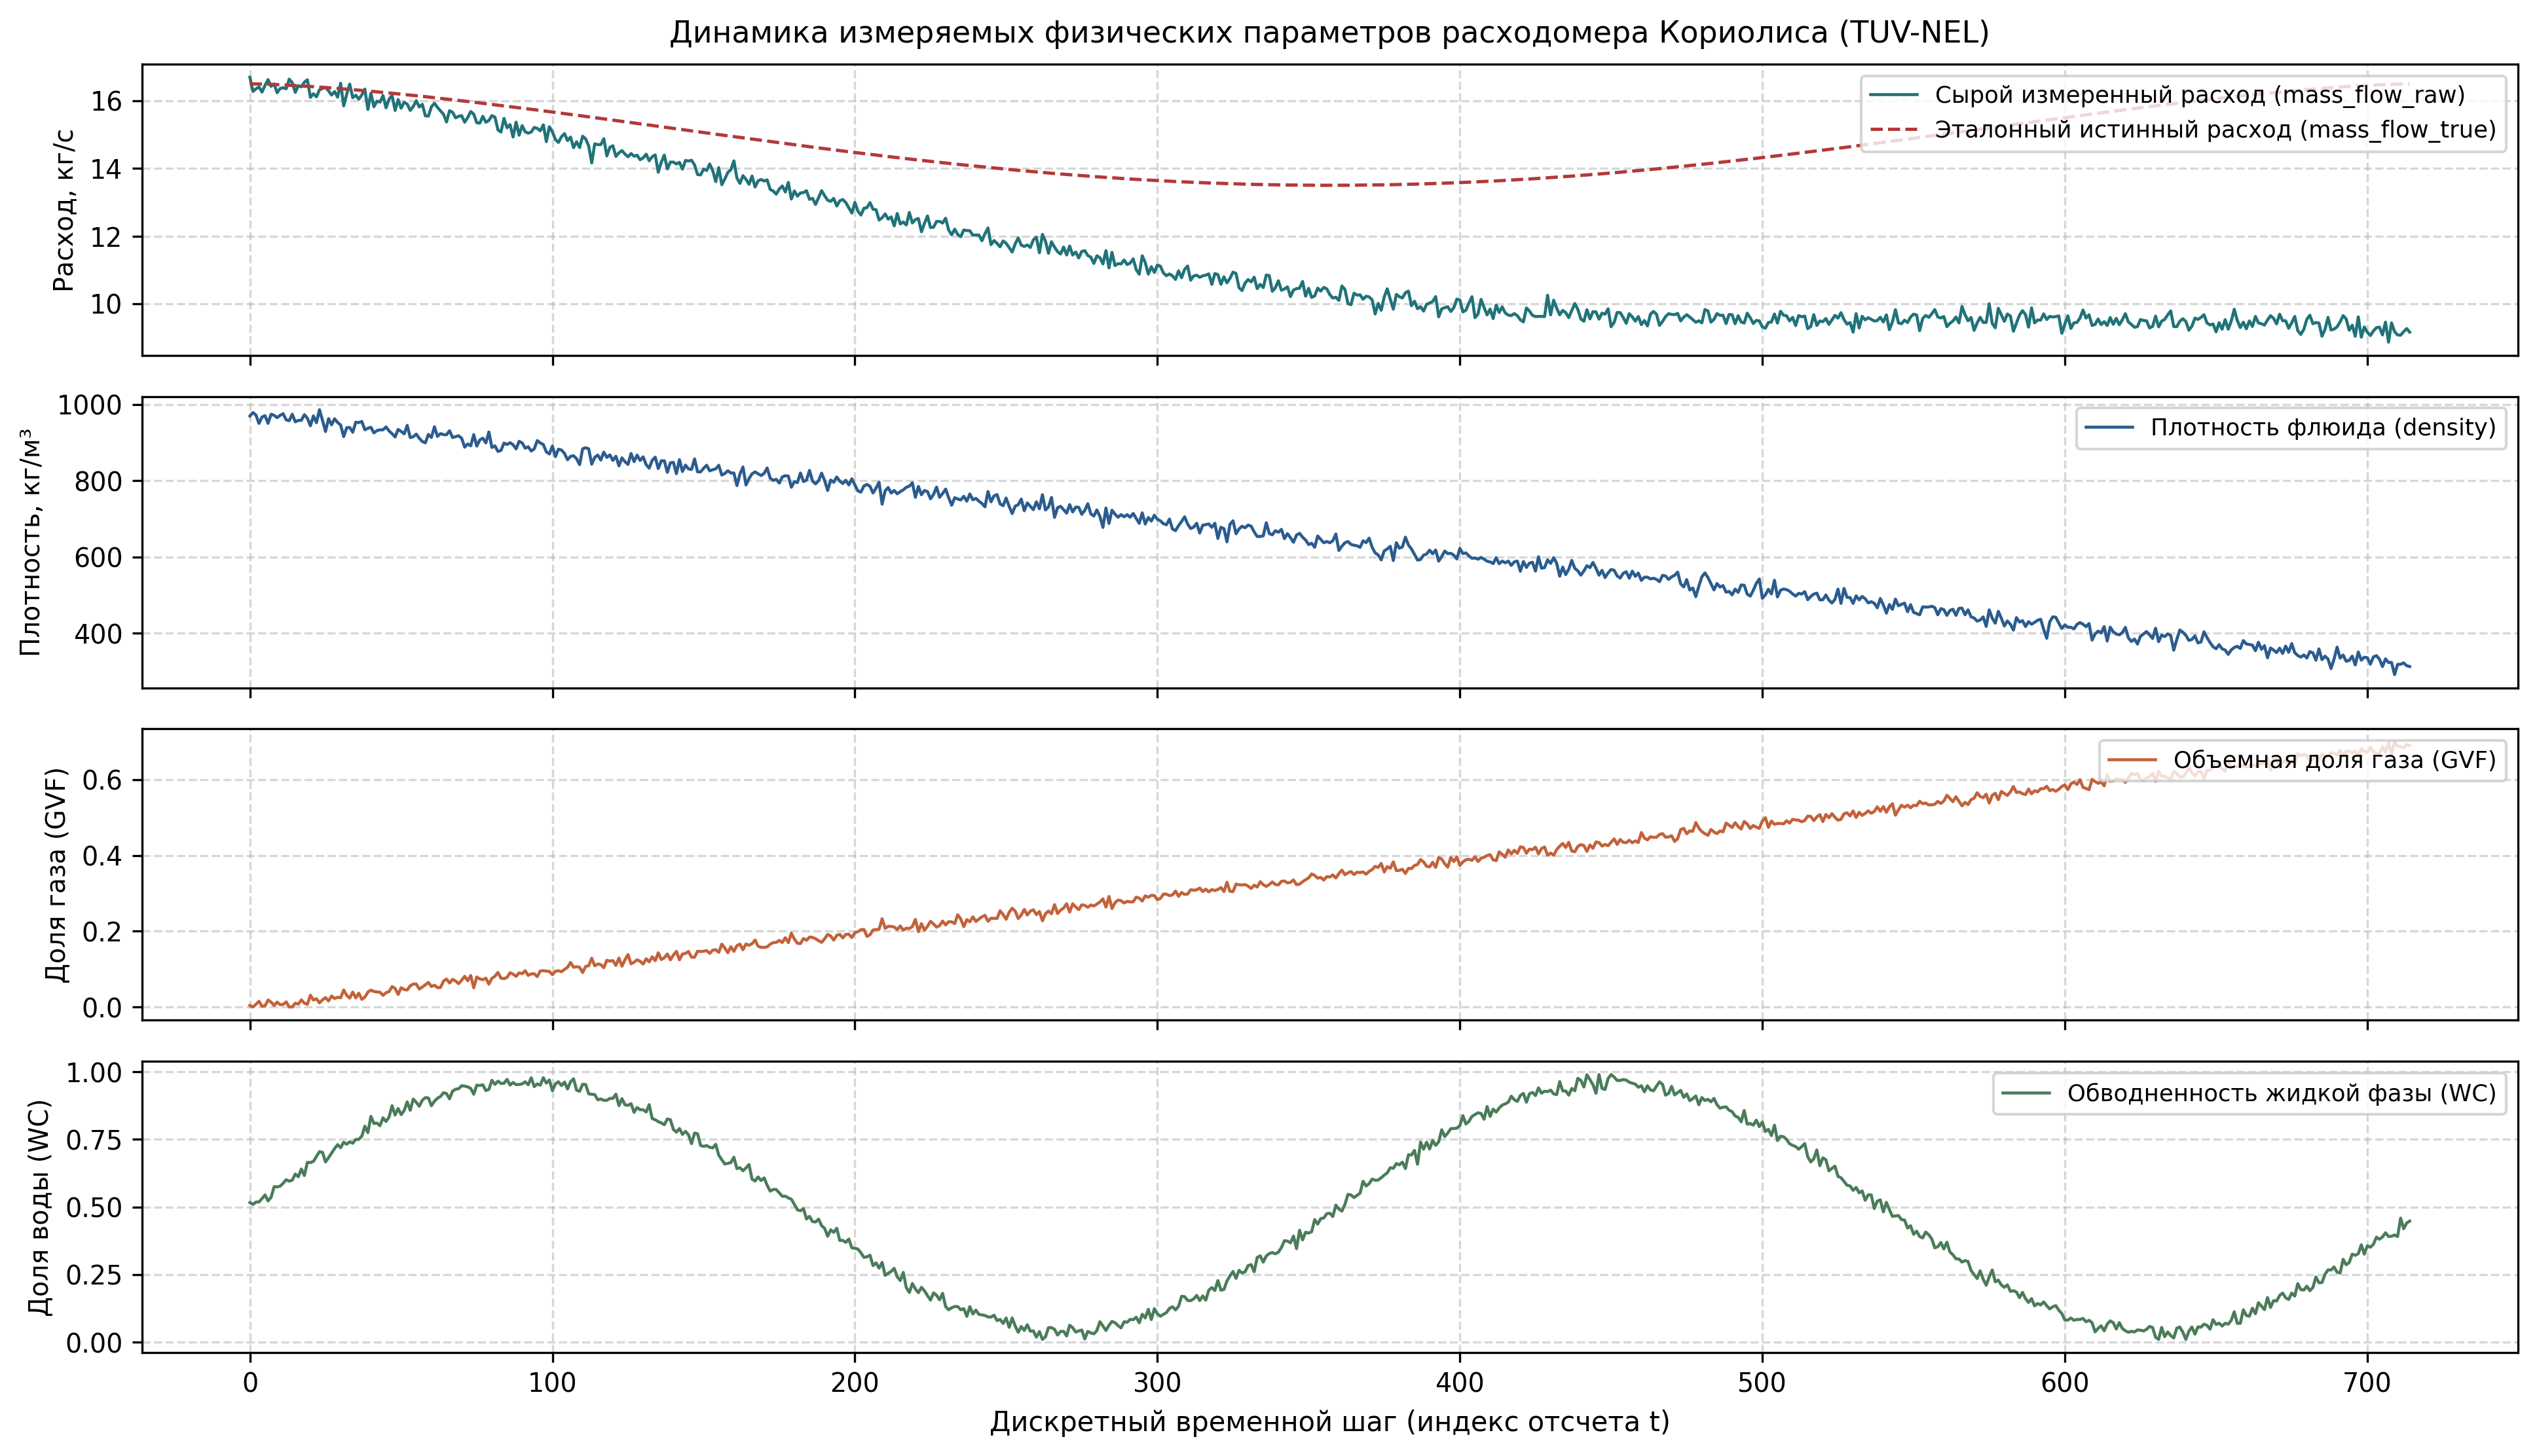 Динамика измеряемых физических параметров расходомера Кориолиса (TUV-NEL)
Расход, кг/с
16
14
12
10
Сырой измеренный расход (mass_flow_raw)
Эталонный истинный расход (mass_flow_true)
Плотность, кг/м³
1000
800
600
400
Плотность флюида (density)
Доля газа (GVF)
0.6
0.4
0.2
0.0
Объемная доля газа (GVF)
Доля воды (WC)
1.00
0.75
0.50
0.25
0.00
Обводненность жидкой фазы (WC)
0 100 200 300 400 500 600 700
Дискретный временной шаг (индекс отсчета t)